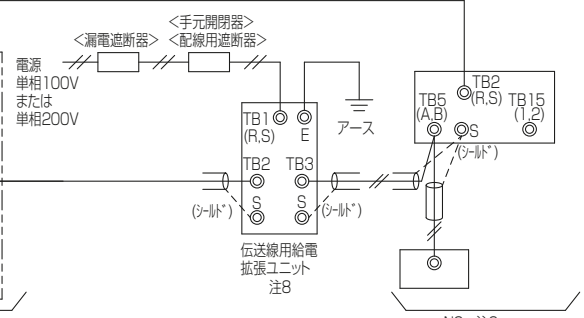 <手元開閉器>
<漏電遮断器> <配線用遮断器>
電源
単相100V
または
単相200V
TB1
(R,S)
E
アース
TB2
(R,S)
TB5
(A,B)
S
TB15
(1,2)
(シールド)
TB2 TB3
S S
(シールド) (シールド)
伝送線用給電
拡張ユニット
注8